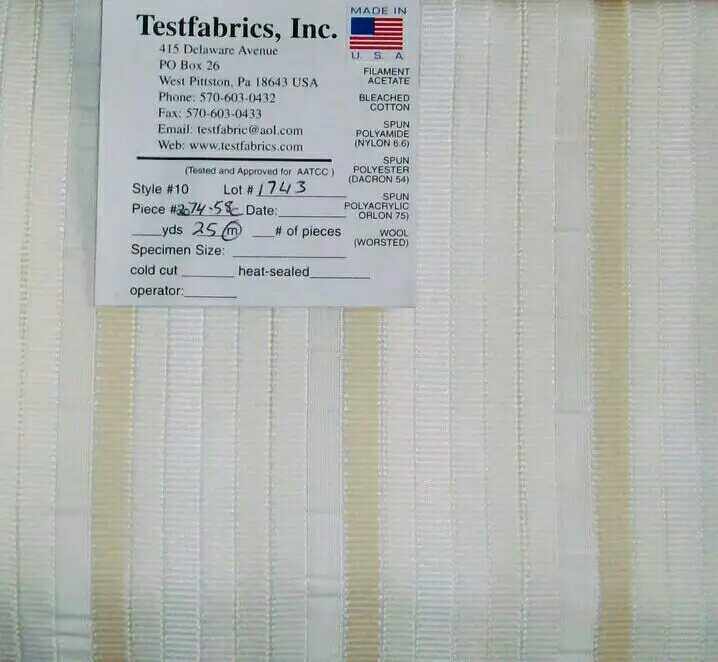 Testfabrics, Inc.
415 Delaware Avenue
PO Box 26
West Pittston, Pa 18643 USA
Phone: 570-603-0432
Fax: 570-603-0433
Email: testfabric@aol.com
Web: www.testfabrics.com
(Tested and Approved for AATCC)
Style #10 Lot # 1743
Piece # Date:
yds 25 m # of pieces
Specimen Size:
cold cut heat-sealed
operator:
MADE IN
U. S. A
FILAMENT
ACETATE
BLEACHED
COTTON
SPUN
POLYAMIDE
(NYLON 6.6)
SPUN
POLYESTER
(DACRON 54)
SPUN
POLYACRYLIC
ORLON 75)
WOOL
(WORSTED)